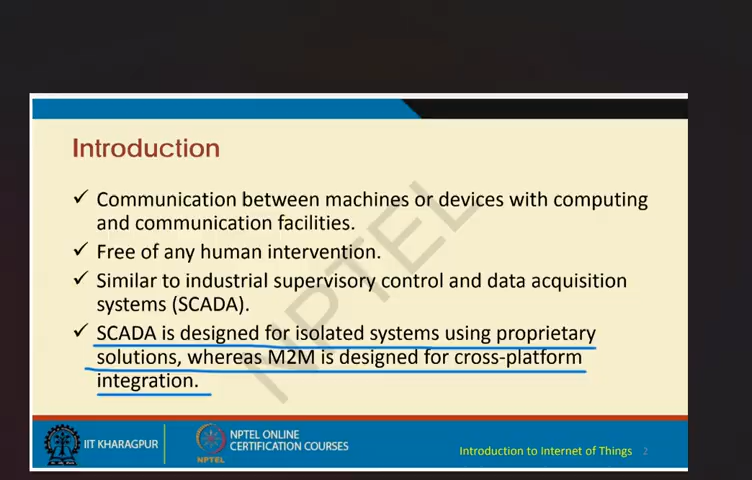 Introduction
✓ Communication between machines or devices with computing
and communication facilities.
✓ Free of any human intervention.
✓ Similar to industrial supervisory control and data acquisition
systems (SCADA).
✓ SCADA is designed for isolated systems using proprietary
solutions, whereas M2M is designed for cross-platform
integration.
NPTEL
IIT KHARAGPUR
NPTEL
NPTEL ONLINE
CERTIFICATION COURSES
Introduction to Internet of Things 2